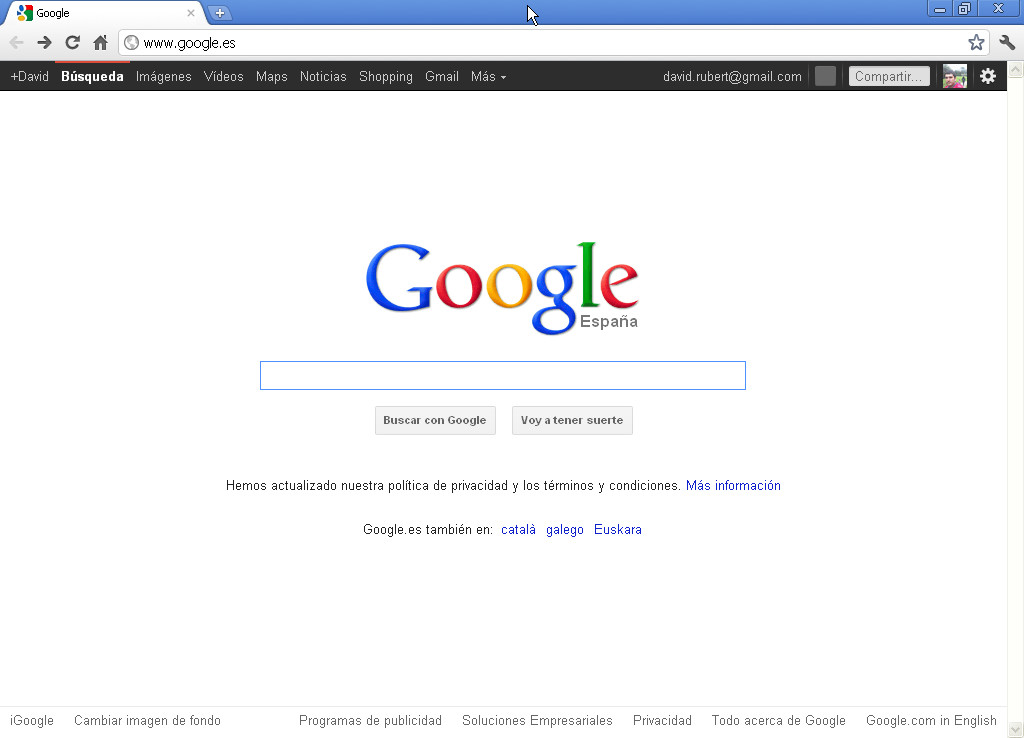 Google
www.google.es
+David Búsqueda Imágenes Vídeos Maps Noticias Shopping Gmail Más david.rubert@gmail.com Compartir...
Google
España
Buscar con Google Voy a tener suerte
Hemos actualizado nuestra política de privacidad y los términos y condiciones. Más información
Google.es también en: català galego Euskara
iGoogle Cambiar imagen de fondo Programas de publicidad Soluciones Empresariales Privacidad Todo acerca de Google Google.com in English